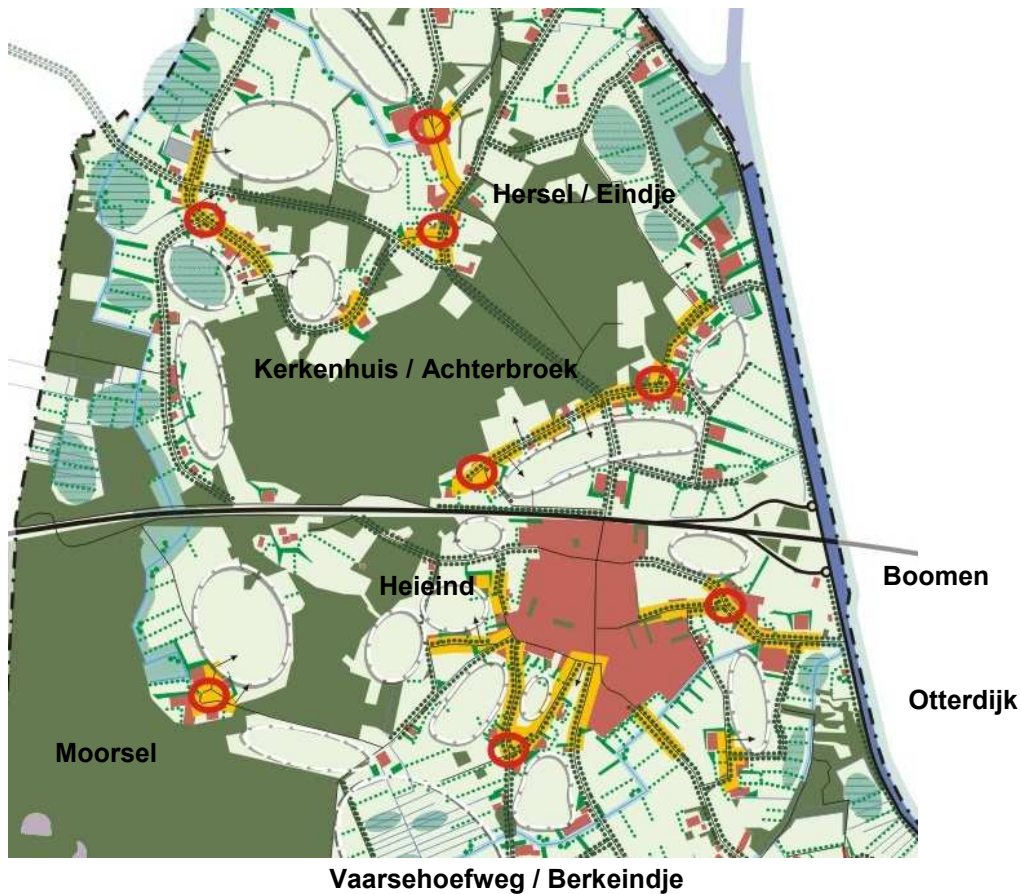 Hersel / Eindje
Kerkenhuis / Achterbroek
Heieind
Boomen
Otterdijk
Moorsel
Vaarsehoefweg / Berkeindje